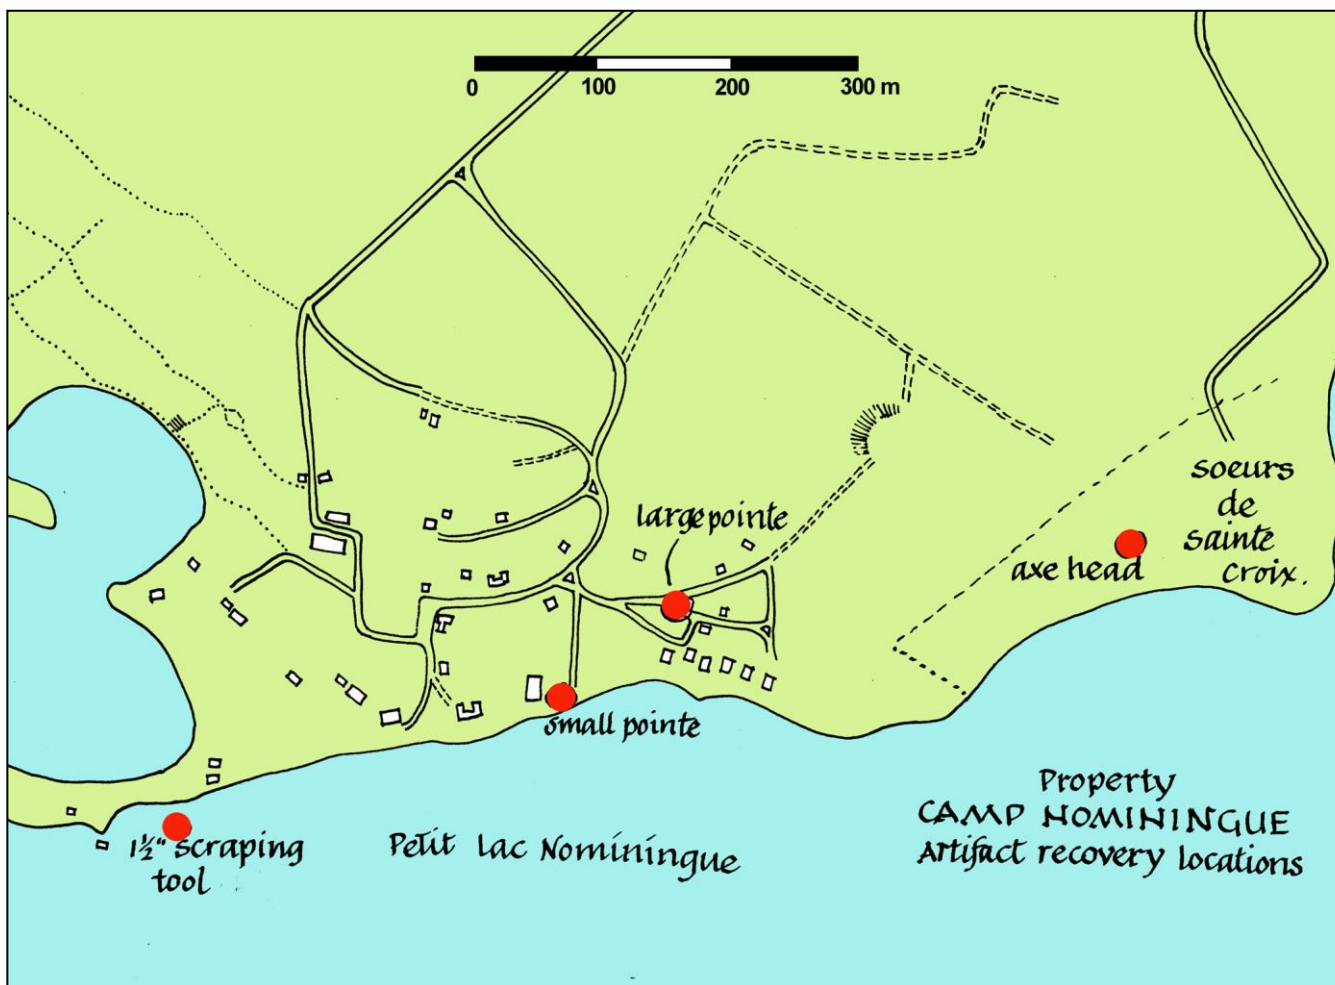 0 100 200 300 m
large pointe
soeurs
de
sainte
croix.
axe head
small pointe
1½" scraping
tool
Petit Lac Nominingue
Property
CAMP NOMININGUE
Artifact recovery locations